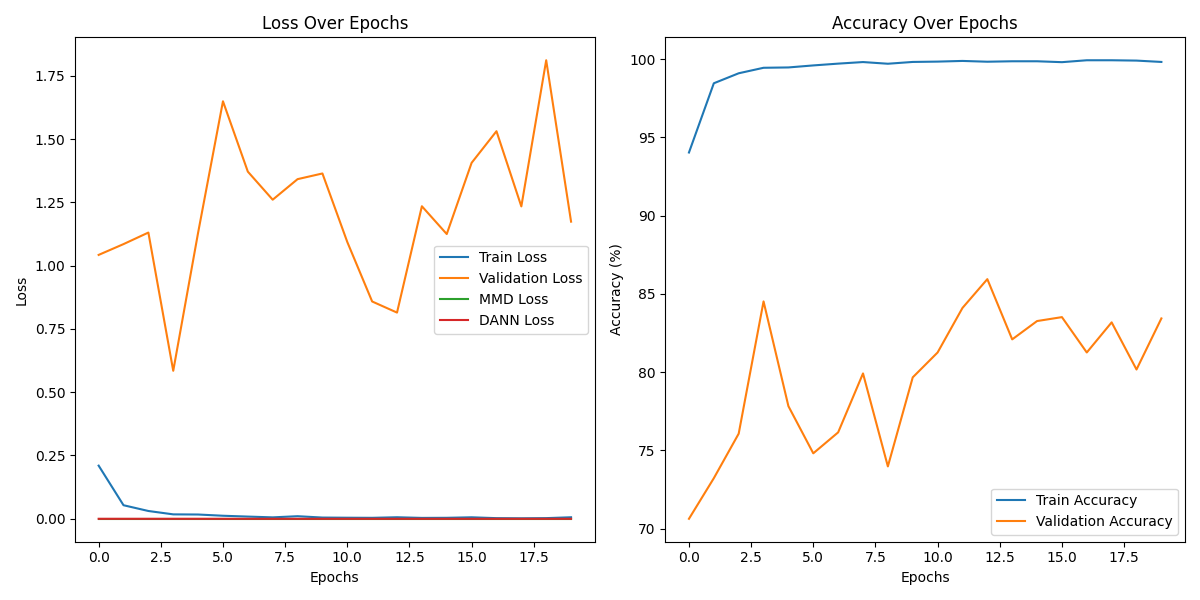 Loss Over Epochs
Loss
1.75
1.50
1.25
1.00
0.75
0.50
0.25
0.00
Train Loss
Validation Loss
MMD Loss
DANN Loss
0.0 2.5 5.0 7.5 10.0 12.5 15.0 17.5
Epochs
Accuracy Over Epochs
Accuracy (%)
100
95
90
85
80
75
70
Train Accuracy
Validation Accuracy
0.0 2.5 5.0 7.5 10.0 12.5 15.0 17.5
Epochs